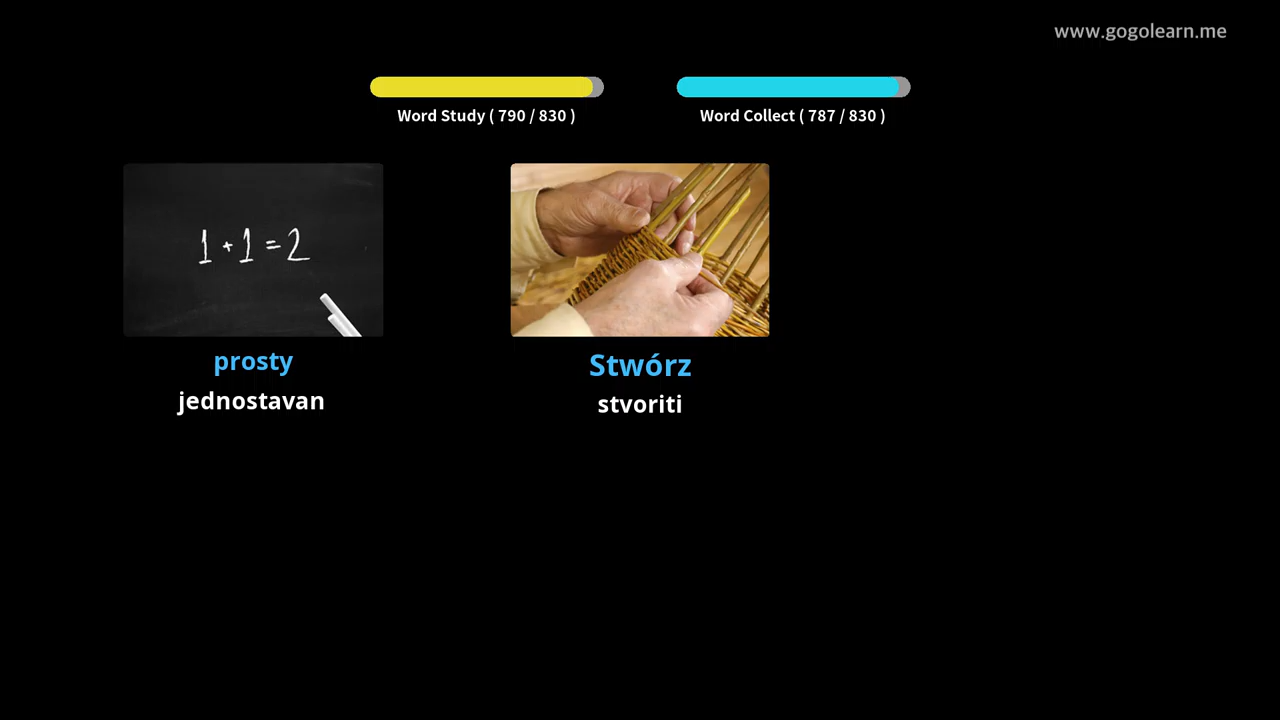 www.gogolearn.me
Word Study ( 790 / 830 )
Word Collect ( 787 / 830 )
1 + 1 = 2
prosty
jednostavan
Stwórz
stvoriti